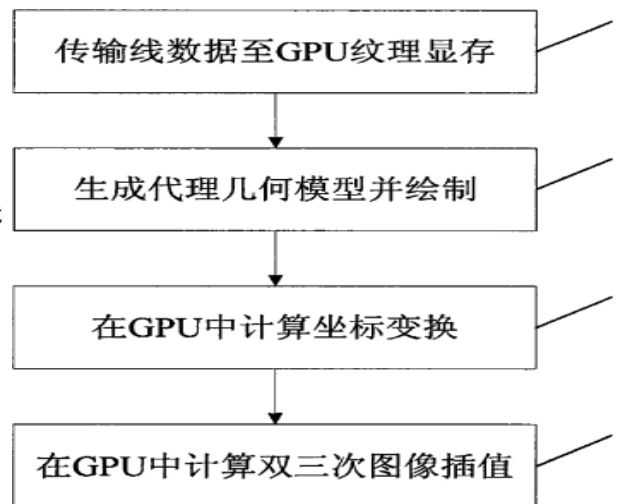 传输线数据至GPU纹理显存
生成代理几何模型并绘制
在GPU中计算坐标变换
在GPU中计算双三次图像插值